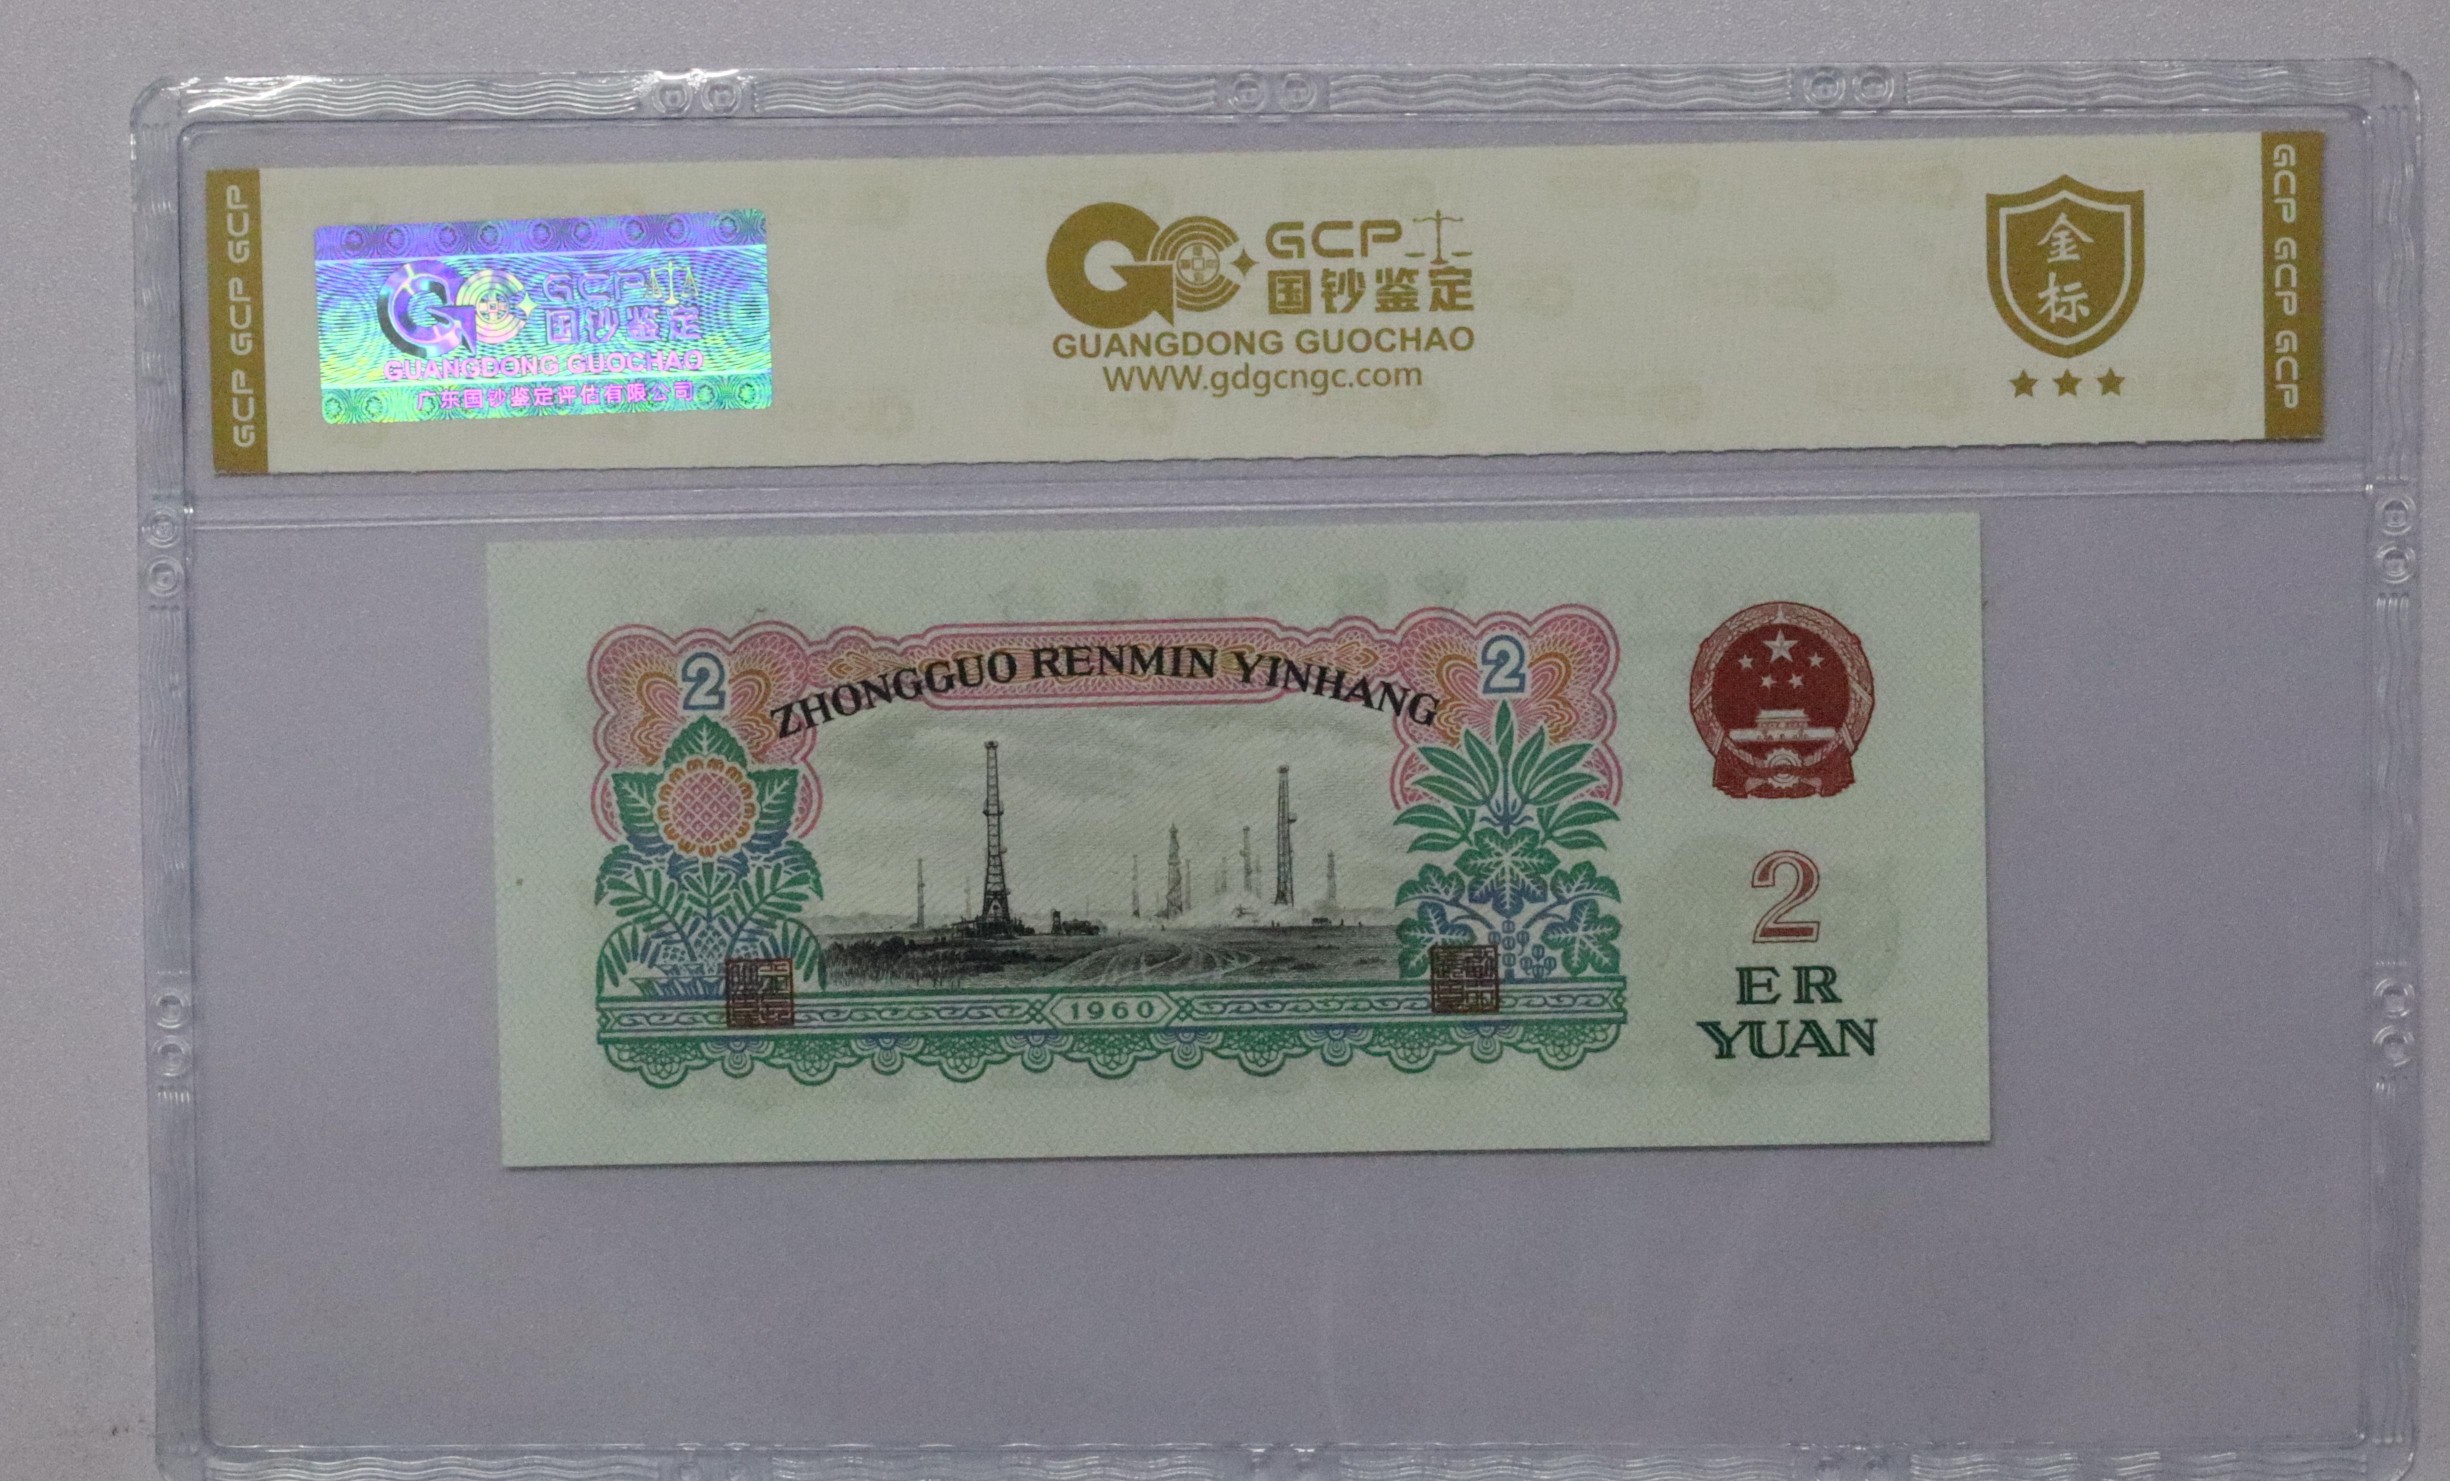 GCP GCP GCP
GCP
国钞鉴定
GUANGDONG GUOCHAO
广东国钞鉴定评估有限公司
GCP
国钞鉴定
GUANGDONG GUOCHAO
WWW.gdgcngc.com
金
标
GCP GCP GCP
2
ZHONGGUO RENMIN YINHANG
2
1960
2
ER
YUAN